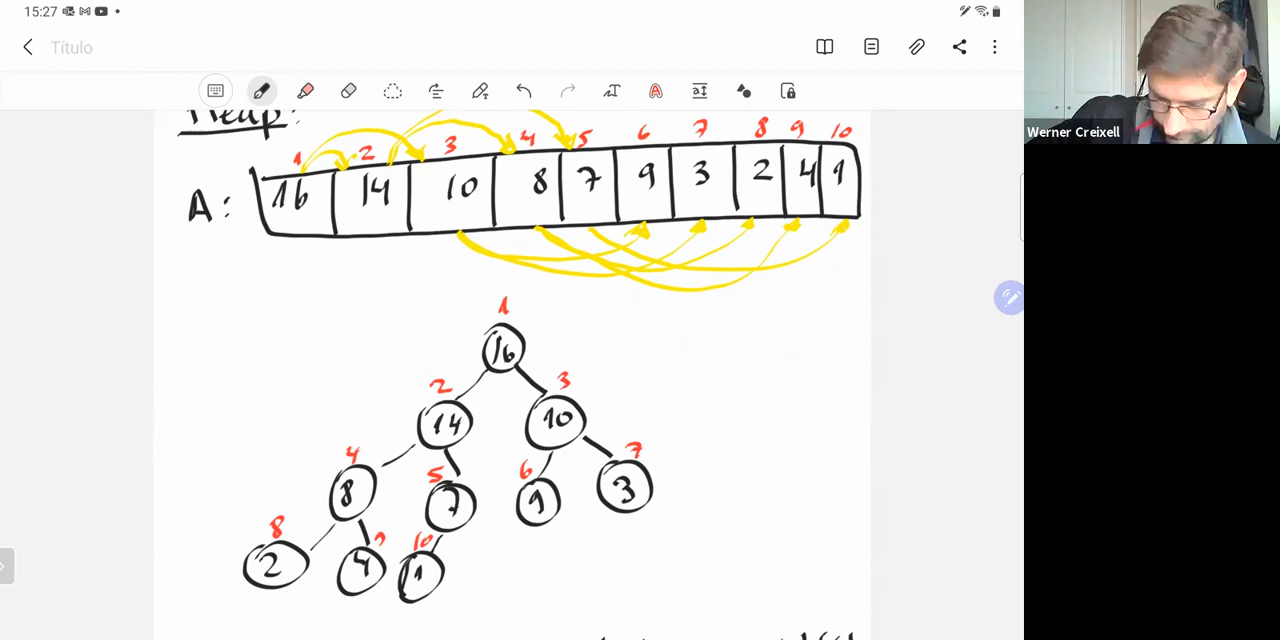 15:27
Título
Heap:
1 2 3 4 5 6 7 8 9 10
A: 16 14 10 8 7 9 3 2 4 1
Werner Creixell
1
16
2 3
14 10
4 5 6 7
8 7 9 3
8 9 10
2 4 1